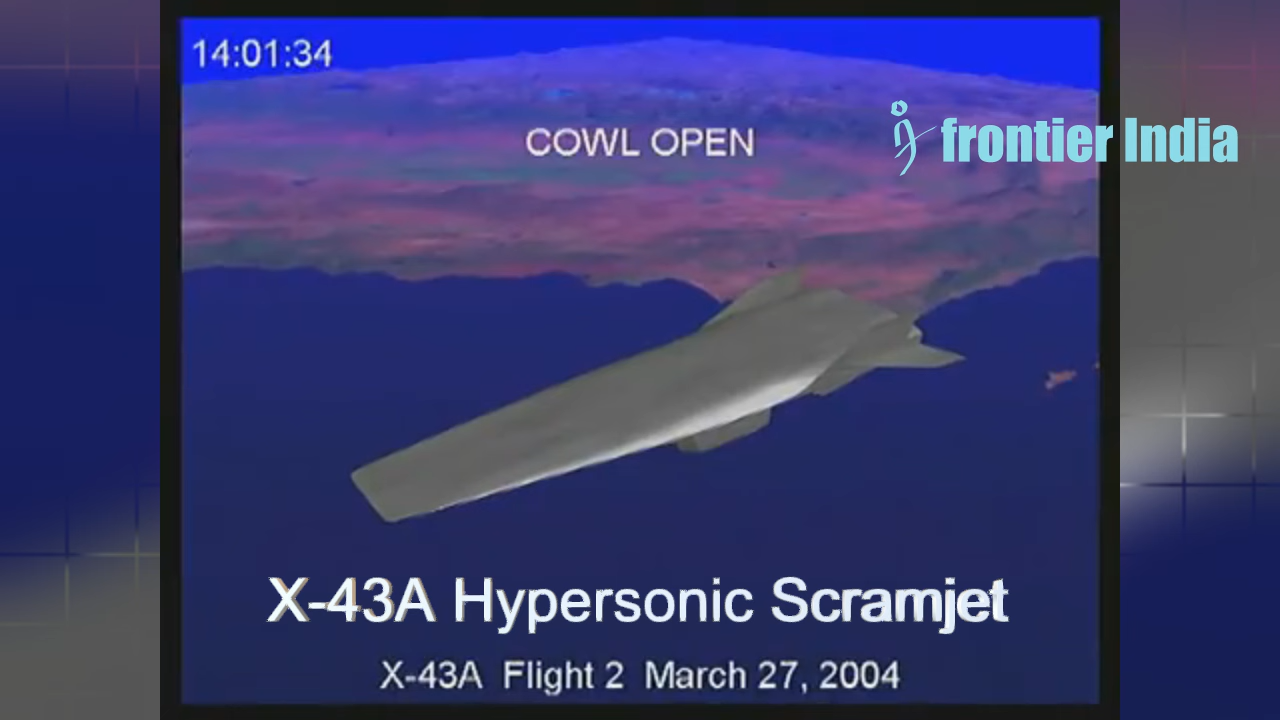 14:01:34
COWL OPEN
frontier India
X-43A Hypersonic Scramjet
X-43A Flight 2 March 27, 2004